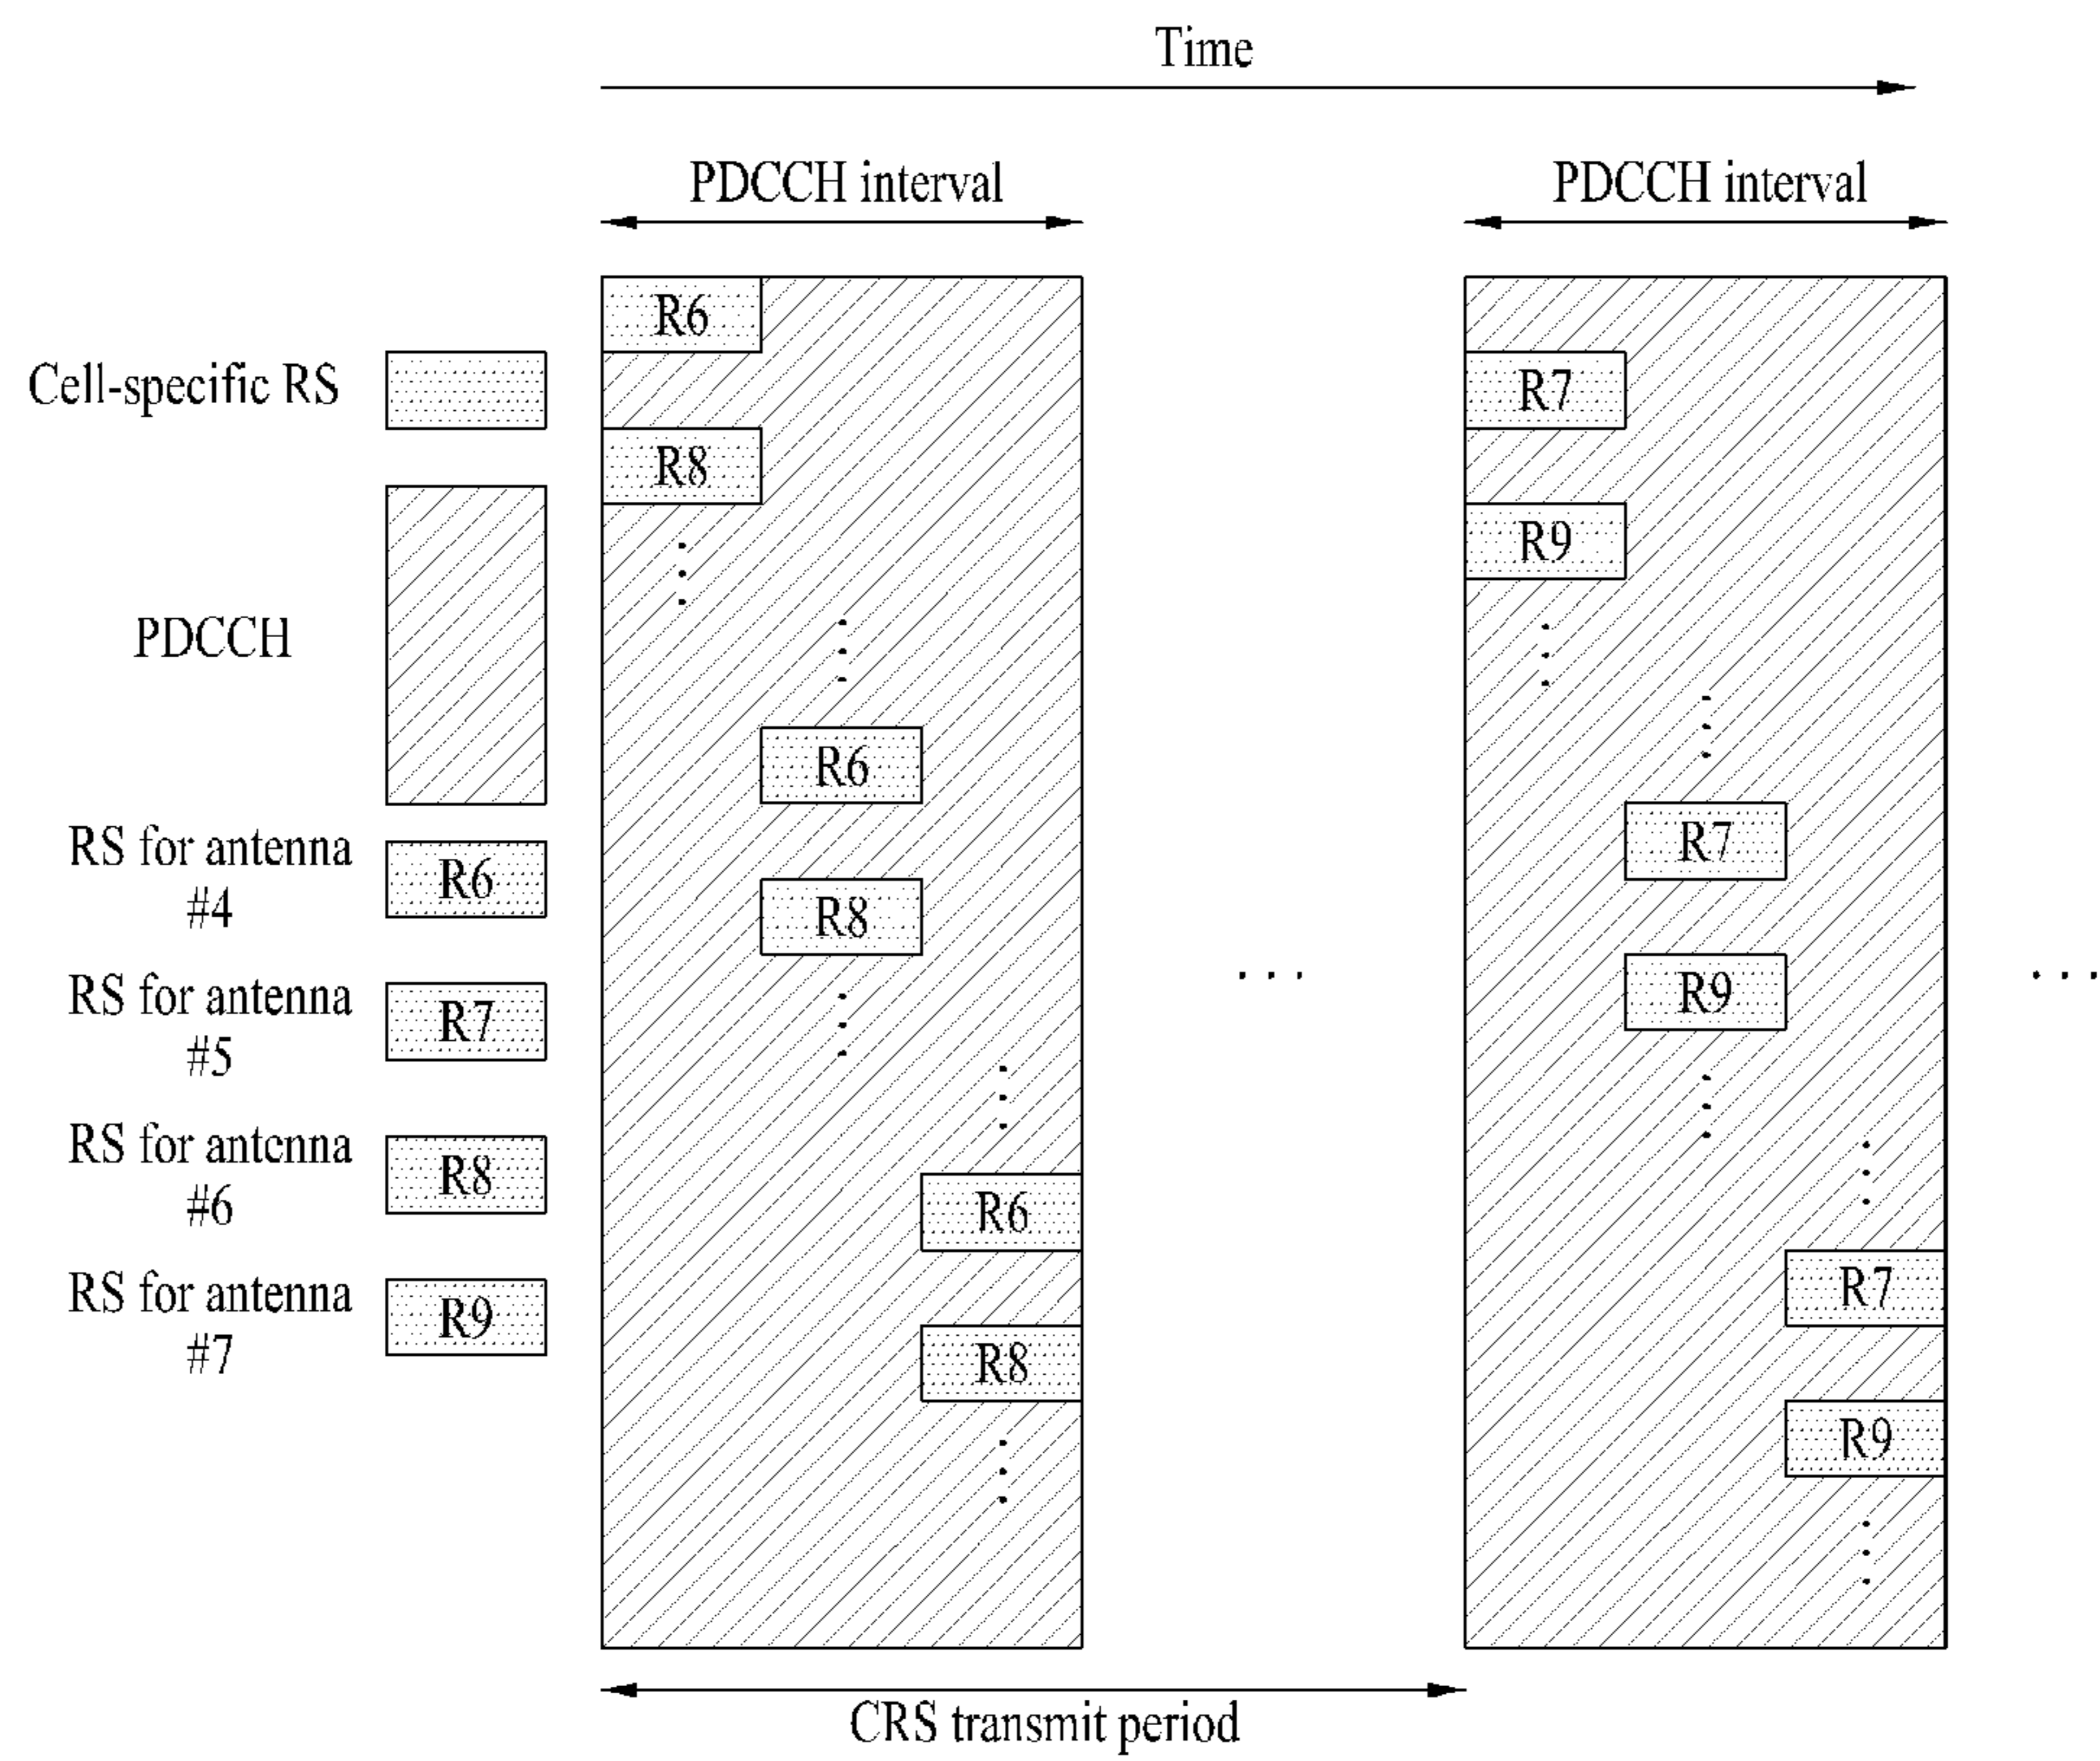 Time
PDCCH interval
PDCCH interval
Cell-specific RS
PDCCH
RS for antenna
#4
R6
RS for antenna
#5
R7
RS for antenna
#6
R8
RS for antenna
#7
R9
R6
R8
. . .
R6
R8
R6
R8
. . .
R7
R9
R7
R9
R7
R9
. . .
CRS transmit period